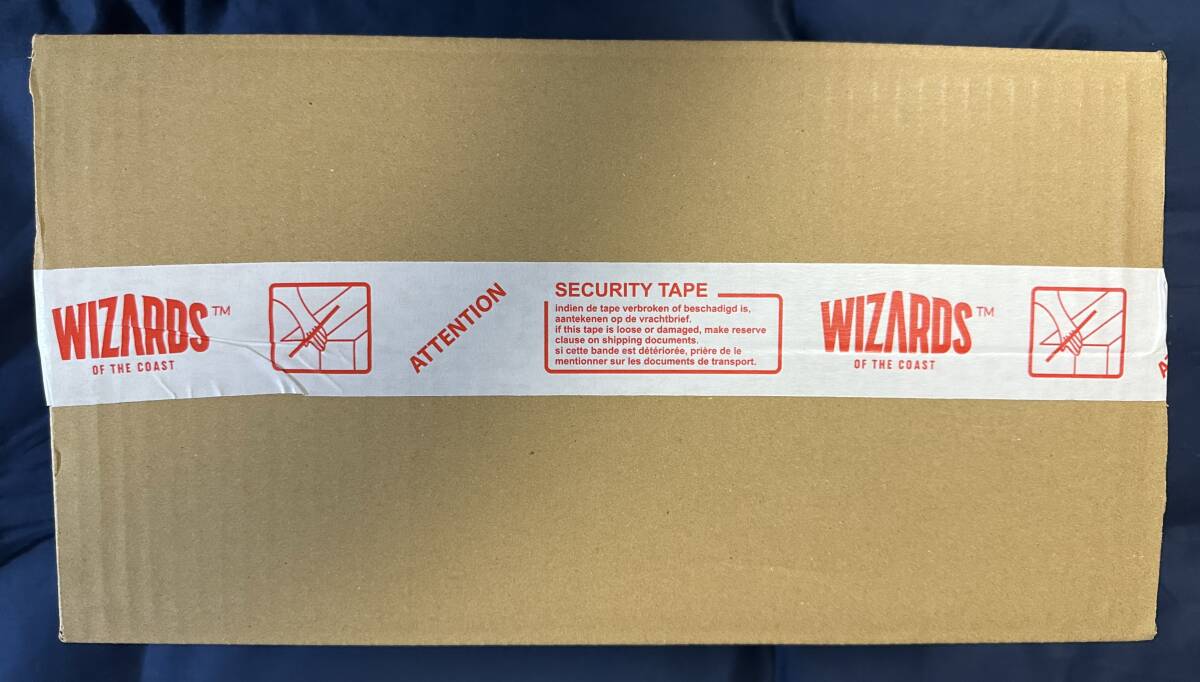 WIZARDS™
OF THE COAST
ATTENTION
SECURITY TAPE
indien de tape verbroken of beschadigd is,
aantekenen op de vrachtbrief.
if this tape is loose or damaged, make reserve
clause on shipping documents.
si cette bande est détériorée, prière de le
mentionner sur les documents de transport.
WIZARDS™
OF THE COAST